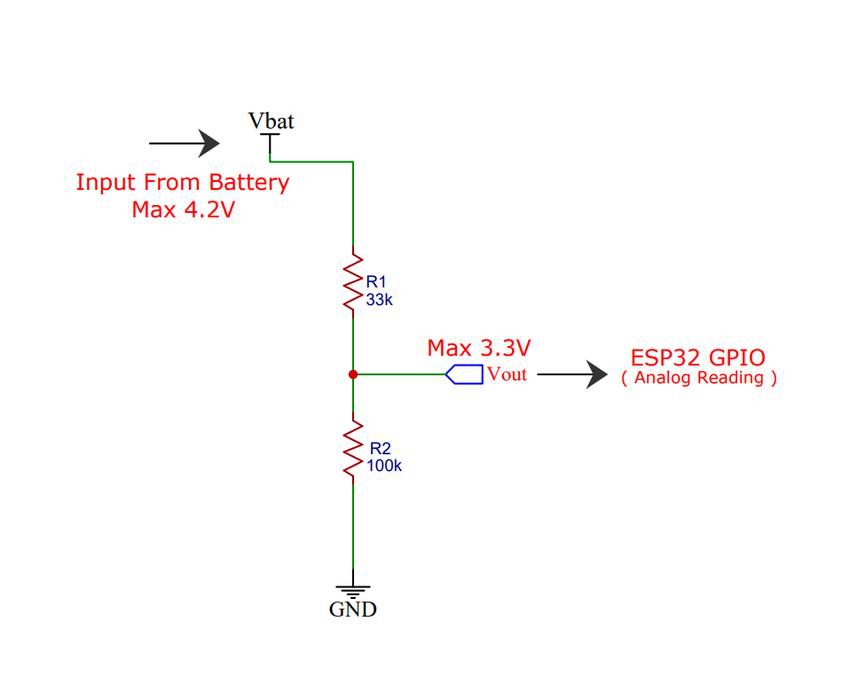 Vbat
Input From Battery
Max 4.2V
R1
33k
Max 3.3V
Vout
ESP32 GPIO
( Analog Reading )
R2
100k
GND